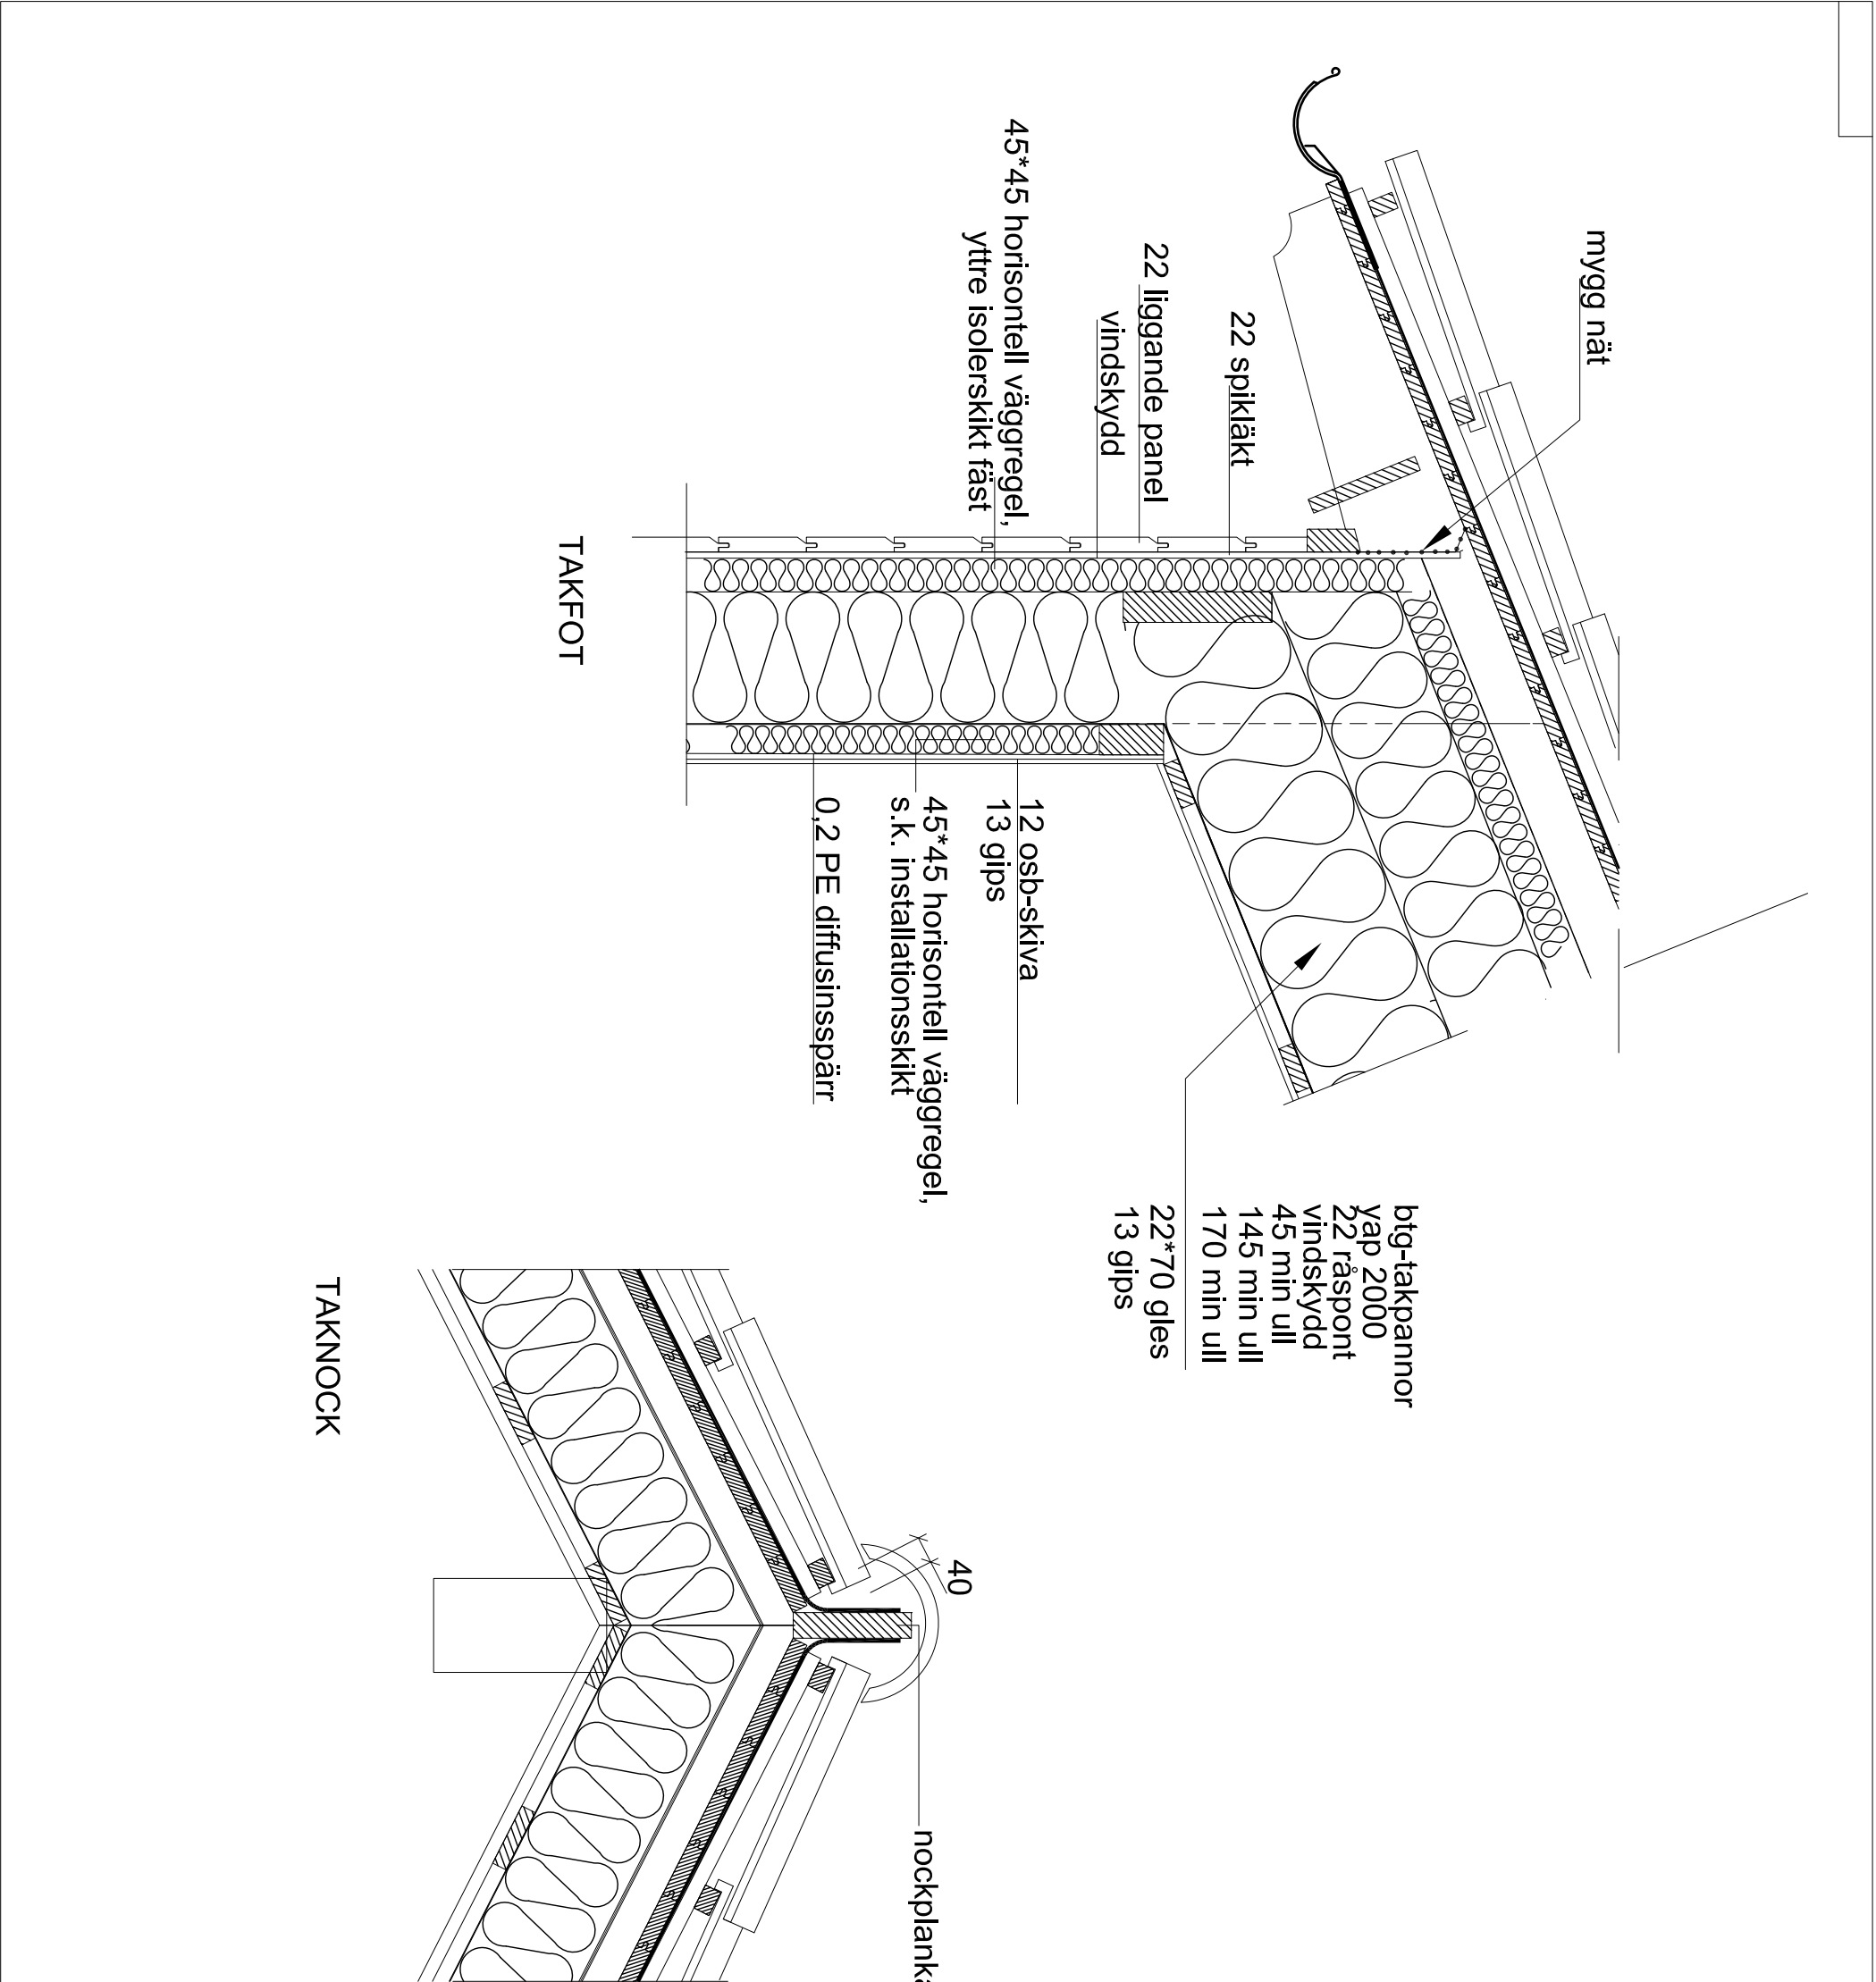 mygg nät
22 spikläkt
22 liggande panel
vindskydd
45*45 horisontell väggregel,
yttre isolerskikt fäst
TAKFOT
12 osb-skiva
13 gips
45*45 horisontell väggregel,
s.k. installationsskikt
0,2 PE diffusinsspärr
btg-takpannor
yap 2000
22 råspont
vindskydd
45 min ull
145 min ull
170 min ull
22*70 gles
13 gips
40
nockplanka
TAKNOCK